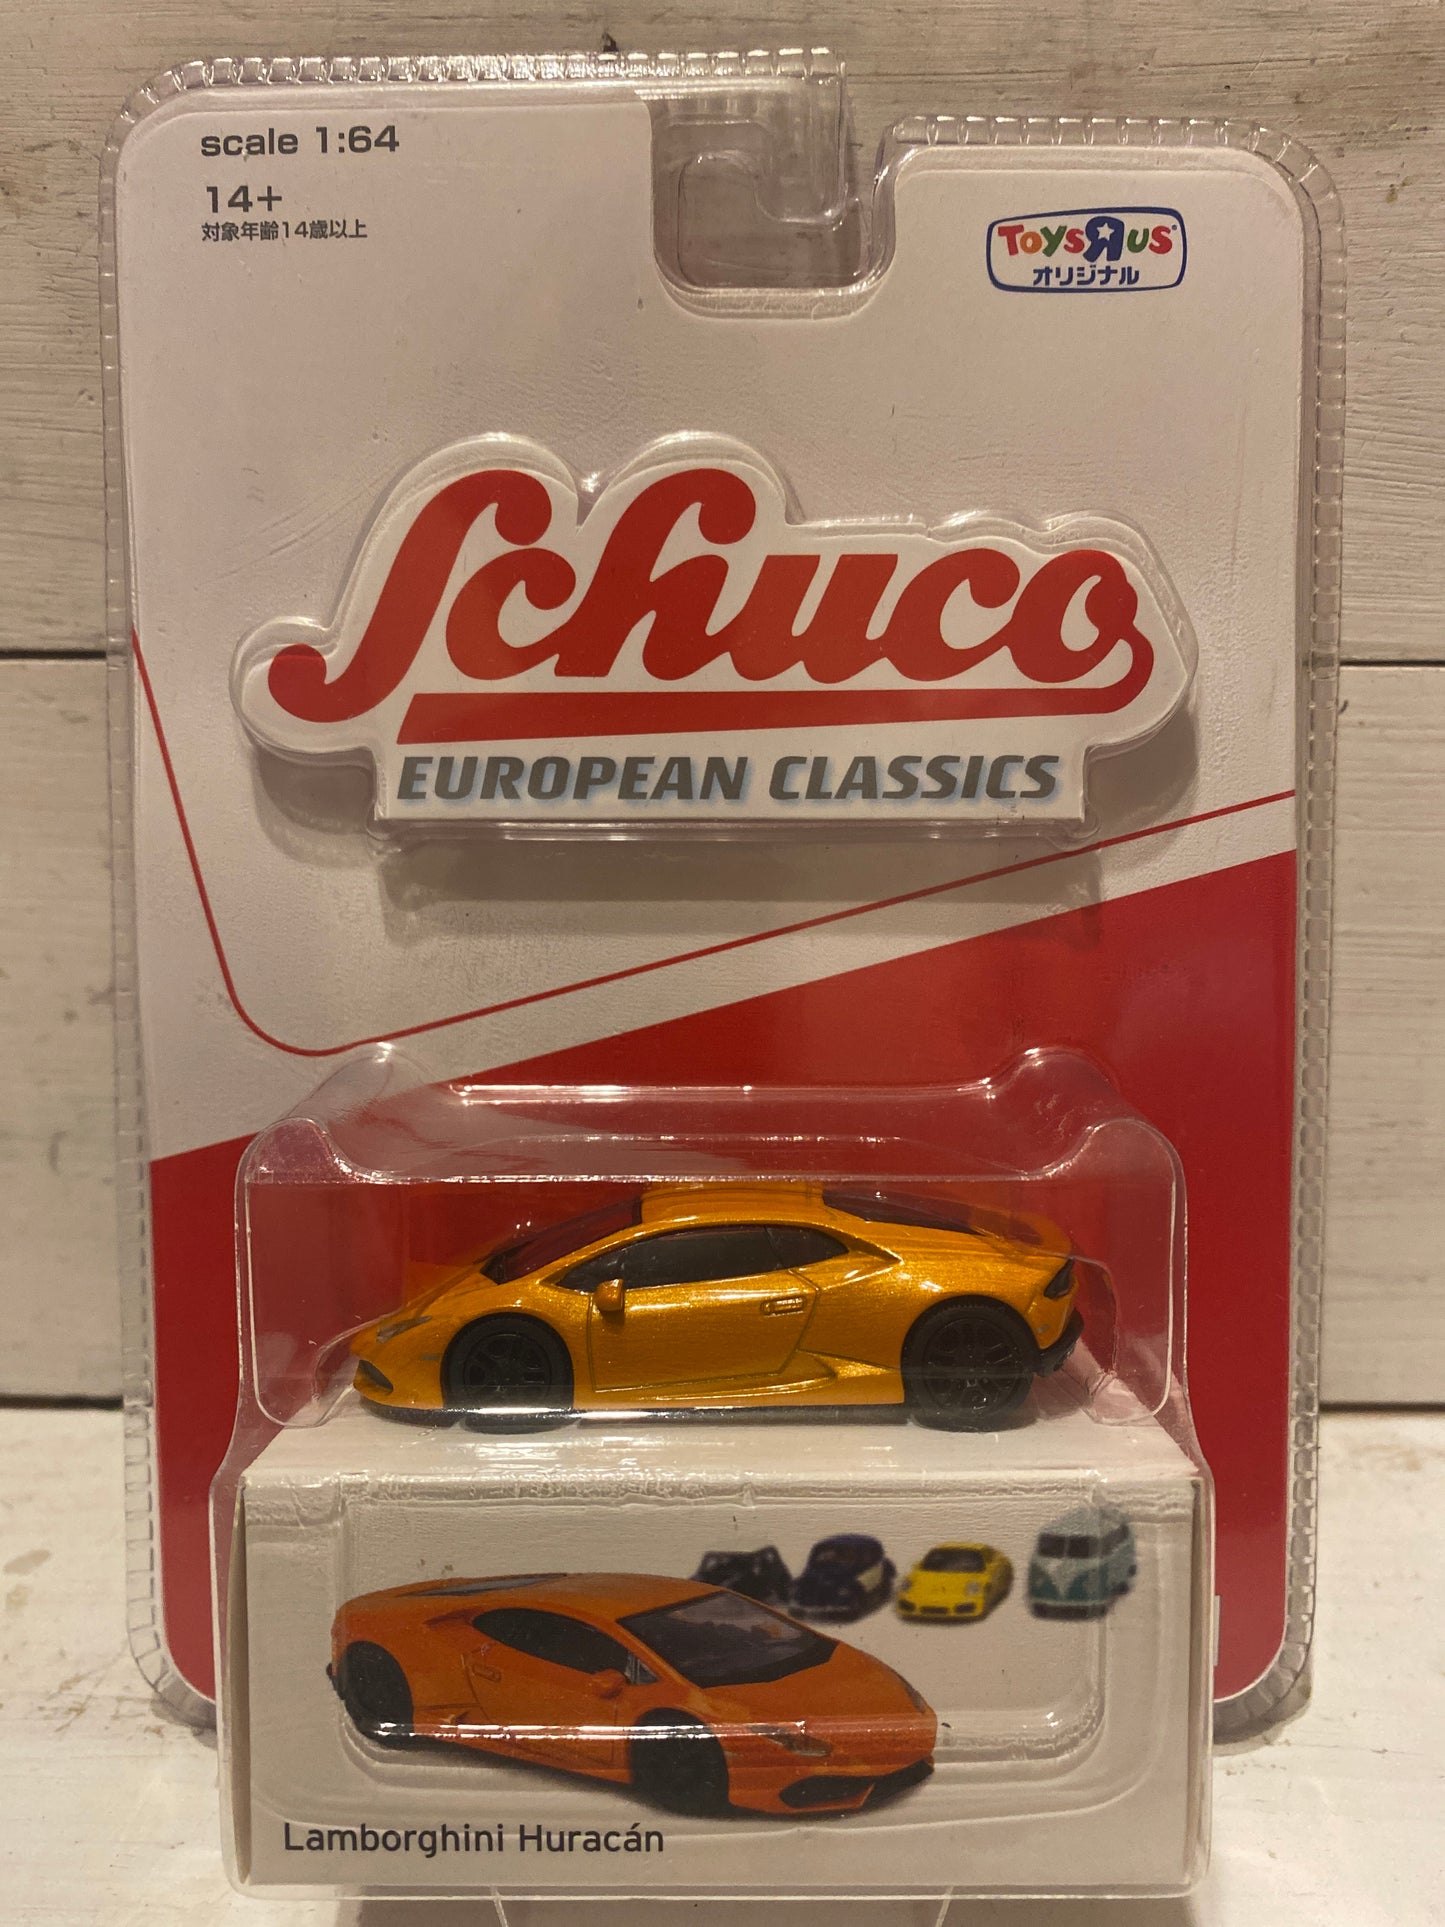 scale 1:64
14+
対象年齢14歳以上
TOYSЯUS
オリジナル
Schuco
EUROPEAN CLASSICS
Lamborghini Huracán